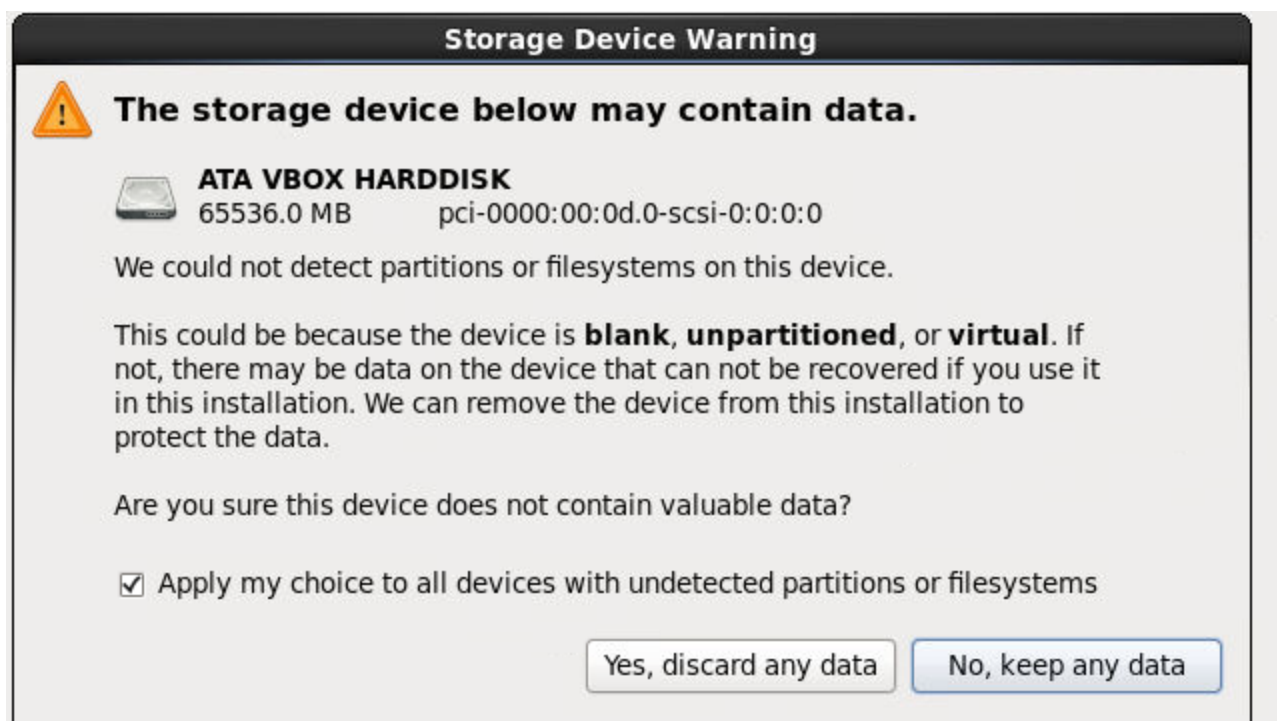 Storage Device Warning
The storage device below may contain data.
ATA VBOX HARDDISK
65536.0 MB pci-0000:00:0d.0-scsi-0:0:0:0
We could not detect partitions or filesystems on this device.
This could be because the device is blank, unpartitioned, or virtual. If
not, there may be data on the device that can not be recovered if you use it
in this installation. We can remove the device from this installation to
protect the data.
Are you sure this device does not contain valuable data?
Apply my choice to all devices with undetected partitions or filesystems
Yes, discard any data No, keep any data